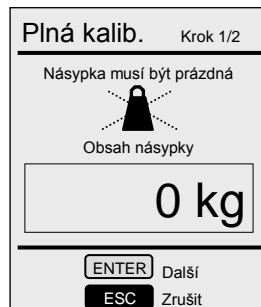 Plná kalib. Krok 1/2
Násypka musí být prázdná
Obsah násypky
0 kg
ENTER Další
ESC Zrušit